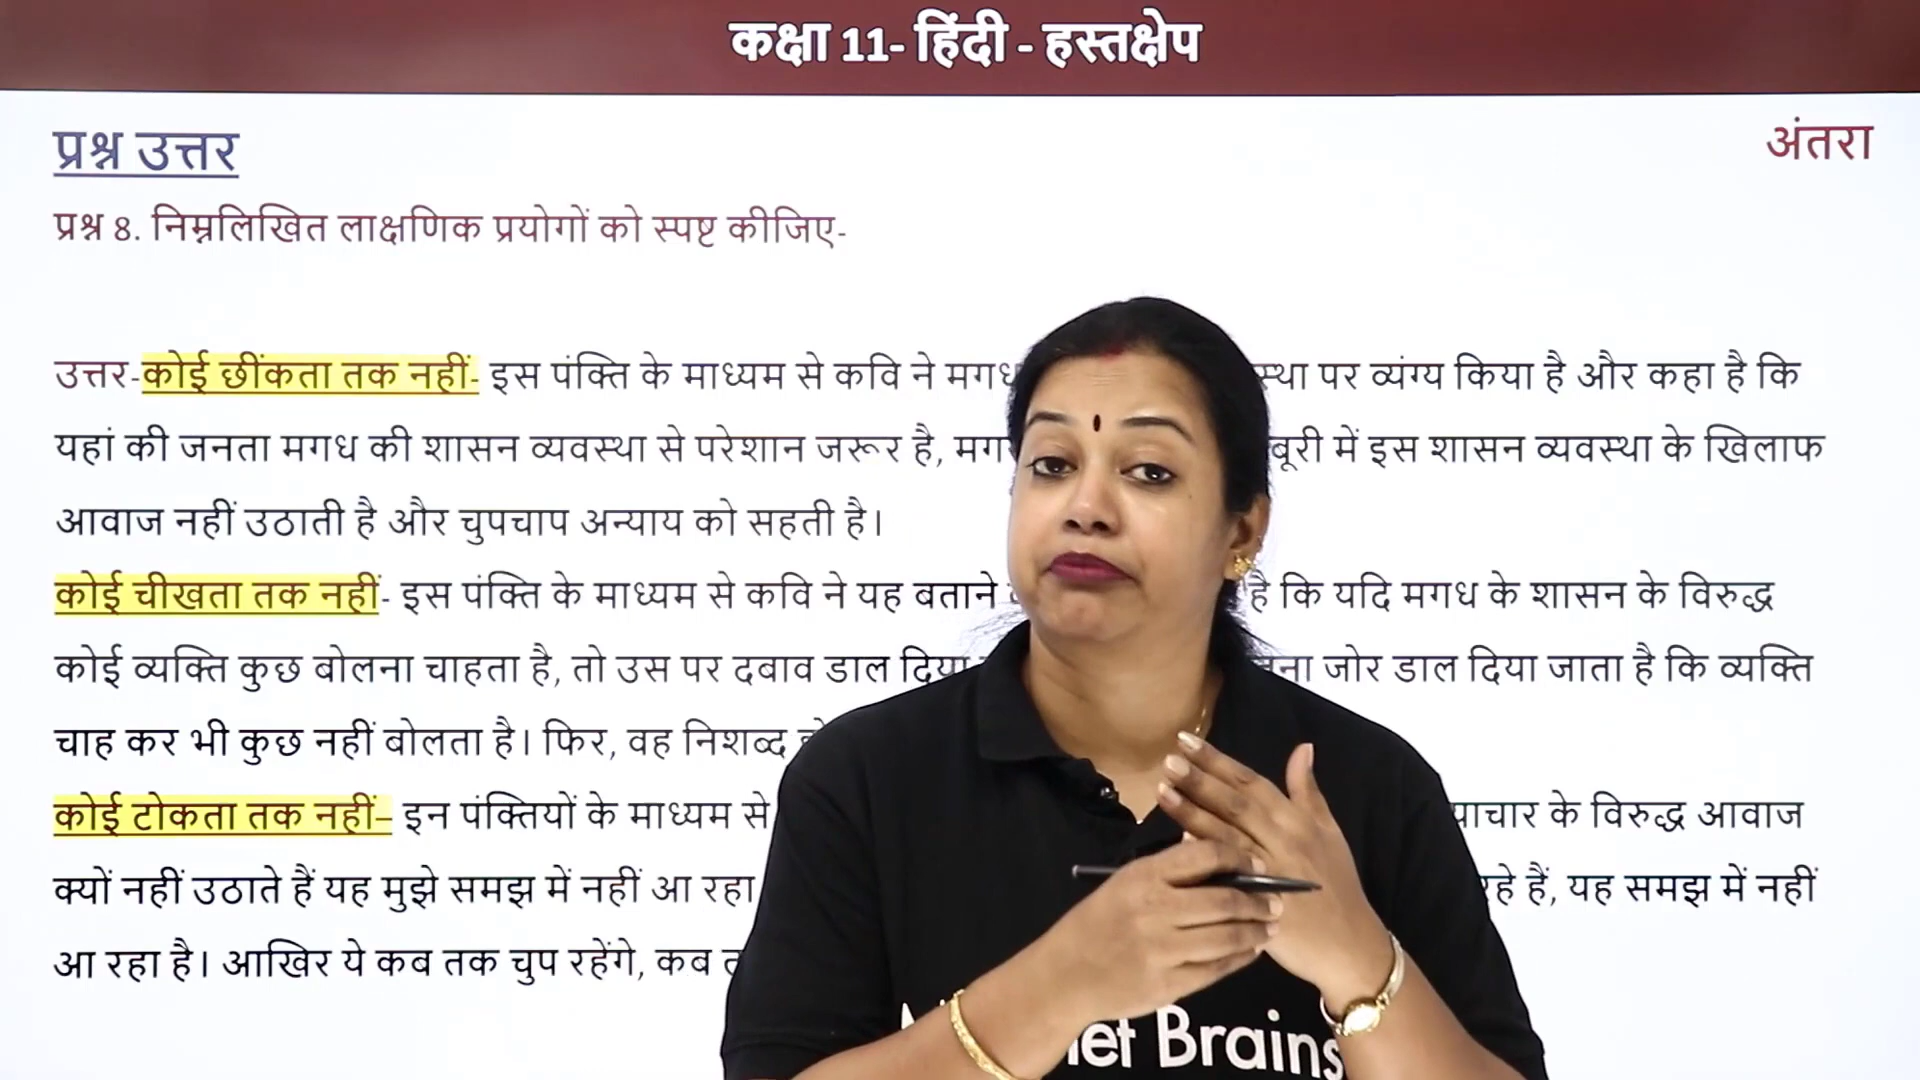 कक्षा 11- हिंदी - हस्तक्षेप
प्रश्न उत्तर
अंतरा
प्रश्न 8. निम्नलिखित लाक्षणिक प्रयोगों को स्पष्ट कीजिए-
उत्तर-कोई छींकता तक नहीं- इस पंक्ति के माध्यम से कवि ने मगध पर व्यंग्य किया है और कहा है कि
यहां की जनता मगध की शासन व्यवस्था से परेशान जरूर है, में इस शासन व्यवस्था के खिलाफ
आवाज नहीं उठाती है और चुपचाप अन्याय को सहती है।
कोई चीखता तक नहीं- इस पंक्ति के माध्यम से कवि ने यह बताने है कि यदि मगध के शासन के विरुद्ध
कोई व्यक्ति कुछ बोलना चाहता है, तो उस पर दबाव डाल दिया जोर डाल दिया जाता है कि व्यक्ति
चाह कर भी कुछ नहीं बोलता है। फिर, वह निशब्द
कोई टोकता तक नहीं– इन पंक्तियों के माध्यम से के विरुद्ध आवाज
क्यों नहीं उठाते हैं यह मुझे समझ में नहीं आ रहा रहे हैं, यह समझ में नहीं
आ रहा है। आखिर ये कब तक चुप रहेंगे, कब
Brains